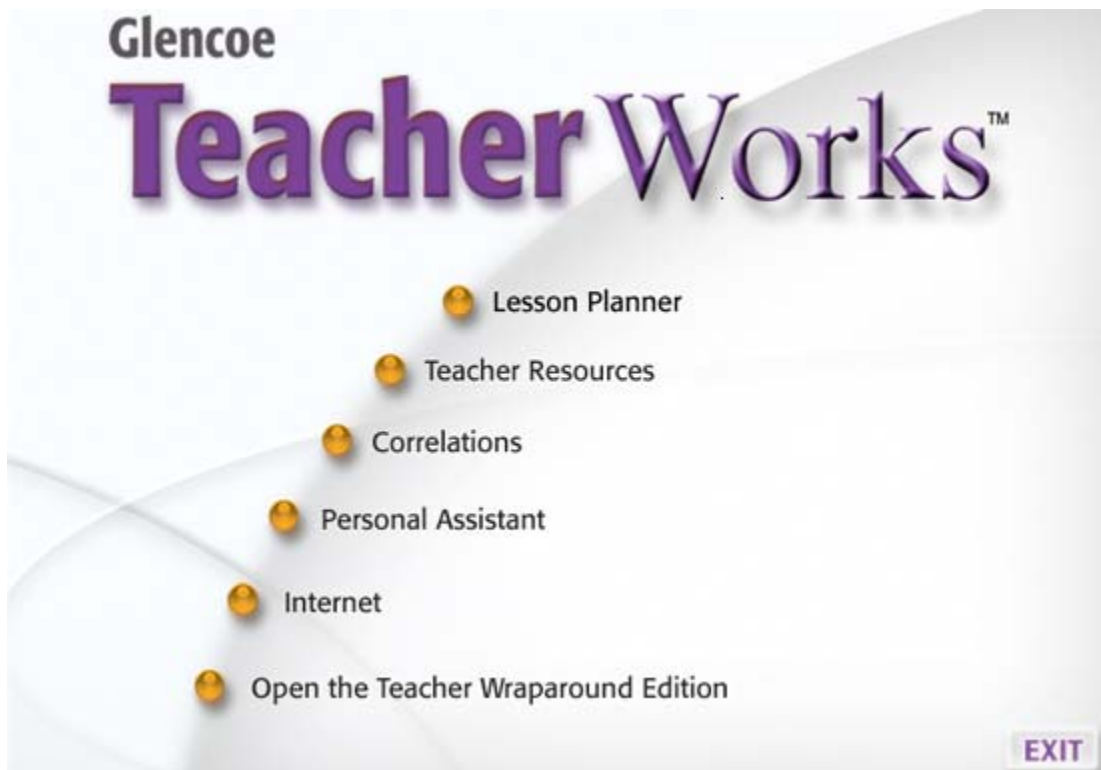 Glencoe
TeacherWorks™
Lesson Planner
Teacher Resources
Correlations
Personal Assistant
Internet
Open the Teacher Wraparound Edition
EXIT